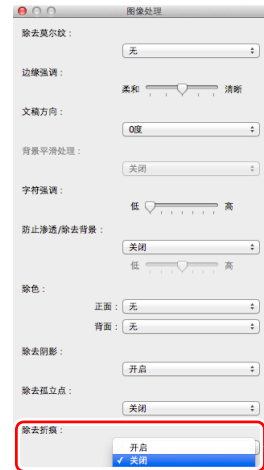 图像处理
除去莫尔纹：
无
边缘强调：
柔和 清晰
文稿方向：
0度
背景平滑处理：
关闭
字符强调：
低 高
防止渗透/除去背景：
关闭
低 高
除色：
正面：无
背面：无
除去阴影：
开启
除去孤立点：
关闭
除去折痕：
开启
✓ 关闭